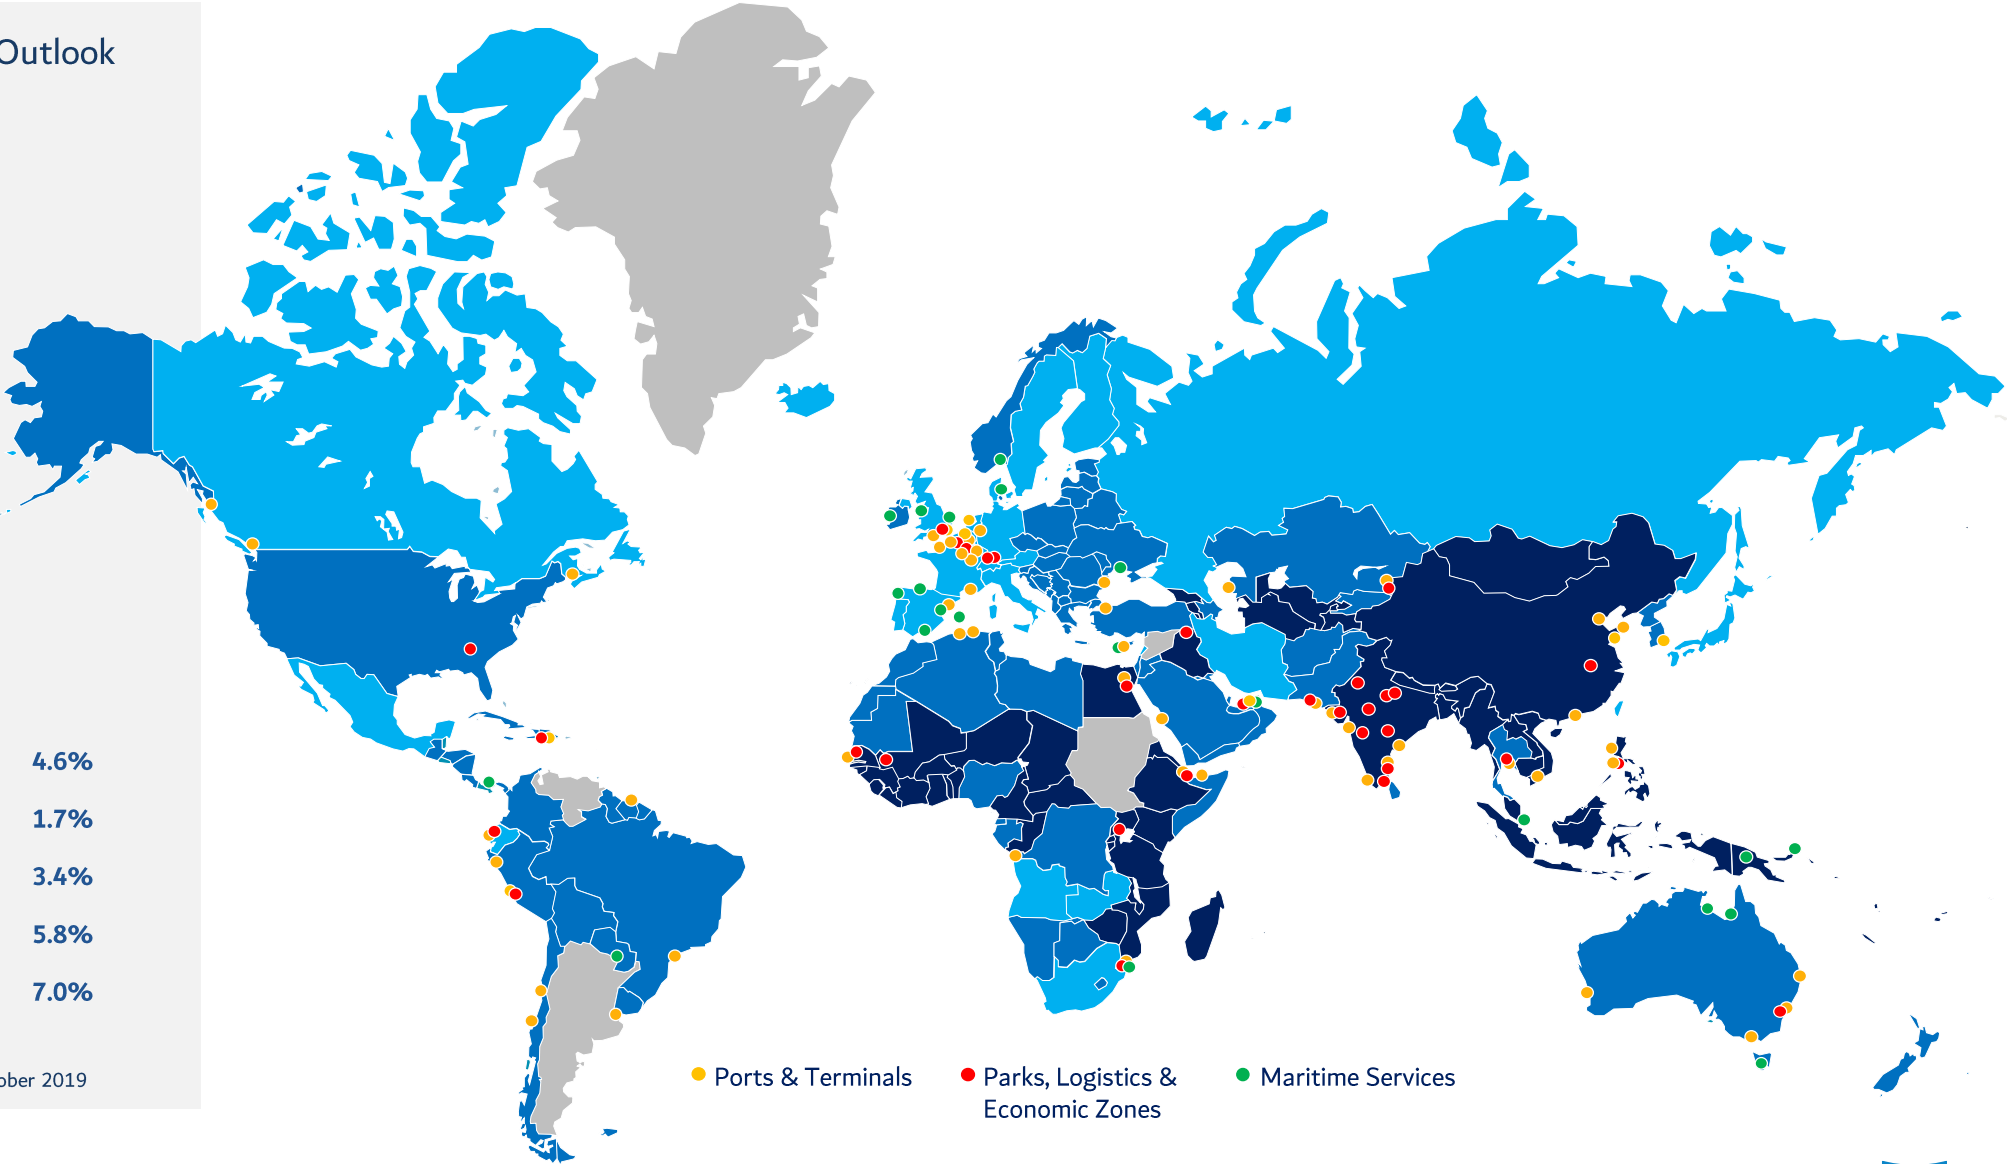 Outlook
4.6%
1.7%
3.4%
5.8%
7.0%
ober 2019
Ports & Terminals
Parks, Logistics &
Economic Zones
Maritime Services